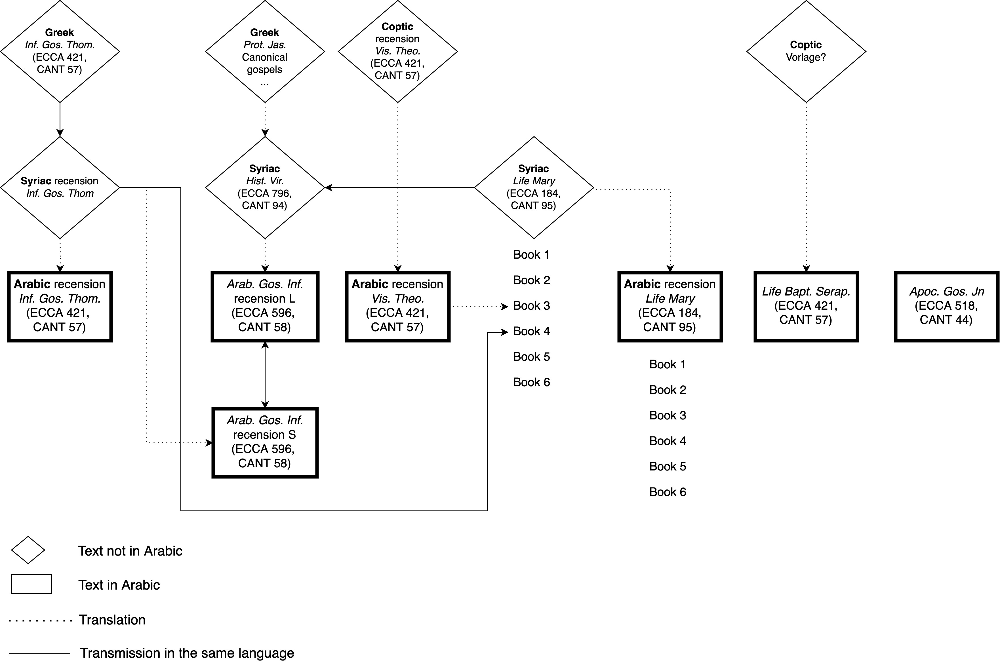 Greek
Inf. Gos. Thom.
(ECCA 421,
CANT 57)
Greek
Prot. Jas.
Canonical
gospels
...
Coptic
recension
Vis. Theo.
(ECCA 421,
CANT 57)
Coptic
Vorlage?
Syriac recension
Inf. Gos. Thom
Syriac
Hist. Vir.
(ECCA 796,
CANT 94)
Syriac
Life Mary
(ECCA 184,
CANT 95)
Book 1
Book 2
Book 3
Book 4
Book 5
Book 6
Arabic recension
Inf. Gos. Thom.
(ECCA 421,
CANT 57)
Arab. Gos. Inf.
recension L
(ECCA 596,
CANT 58)
Arabic recension
Vis. Theo.
(ECCA 421,
CANT 57)
Arabic recension
Life Mary
(ECCA 184,
CANT 95)
Book 1
Book 2
Book 3
Book 4
Book 5
Book 6
Life Bapt. Serap.
(ECCA 421,
CANT 57)
Apoc. Gos. Jn
(ECCA 518,
CANT 44)
Arab. Gos. Inf.
recension S
(ECCA 596,
CANT 58)
Text not in Arabic
Text in Arabic
Translation
Transmission in the same language